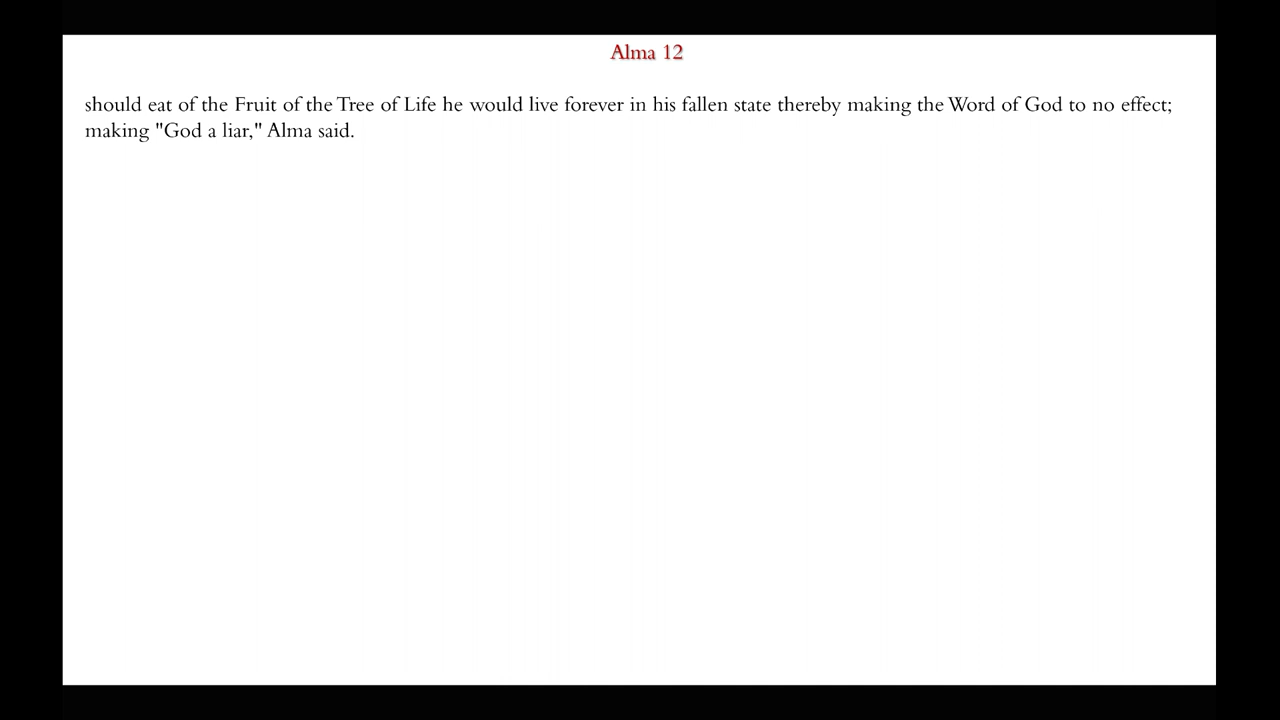 Alma 12
should eat of the Fruit of the Tree of Life he would live forever in his fallen state thereby making the Word of God to no effect;
making "God a liar," Alma said.